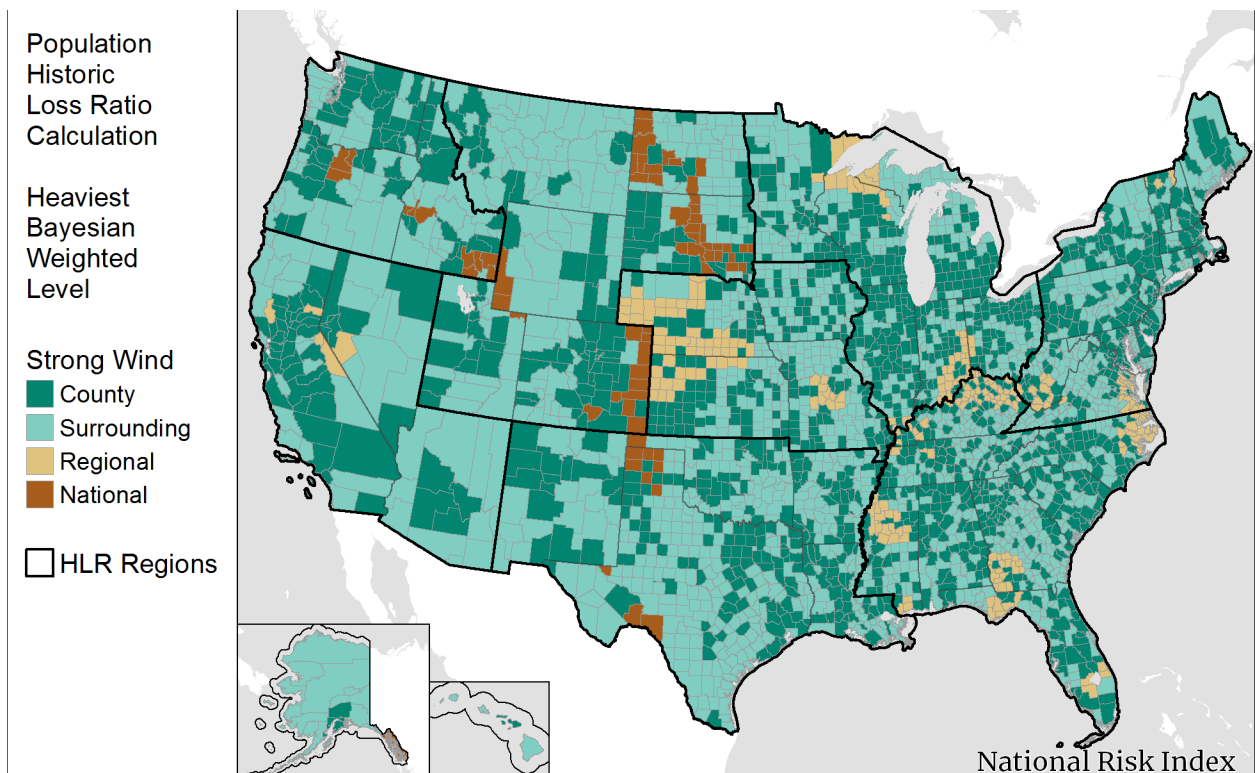 Population
Historic
Loss Ratio
Calculation
Heaviest
Bayesian
Weighted
Level
Strong Wind
County
Surrounding
Regional
National
HLR Regions
National Risk Index